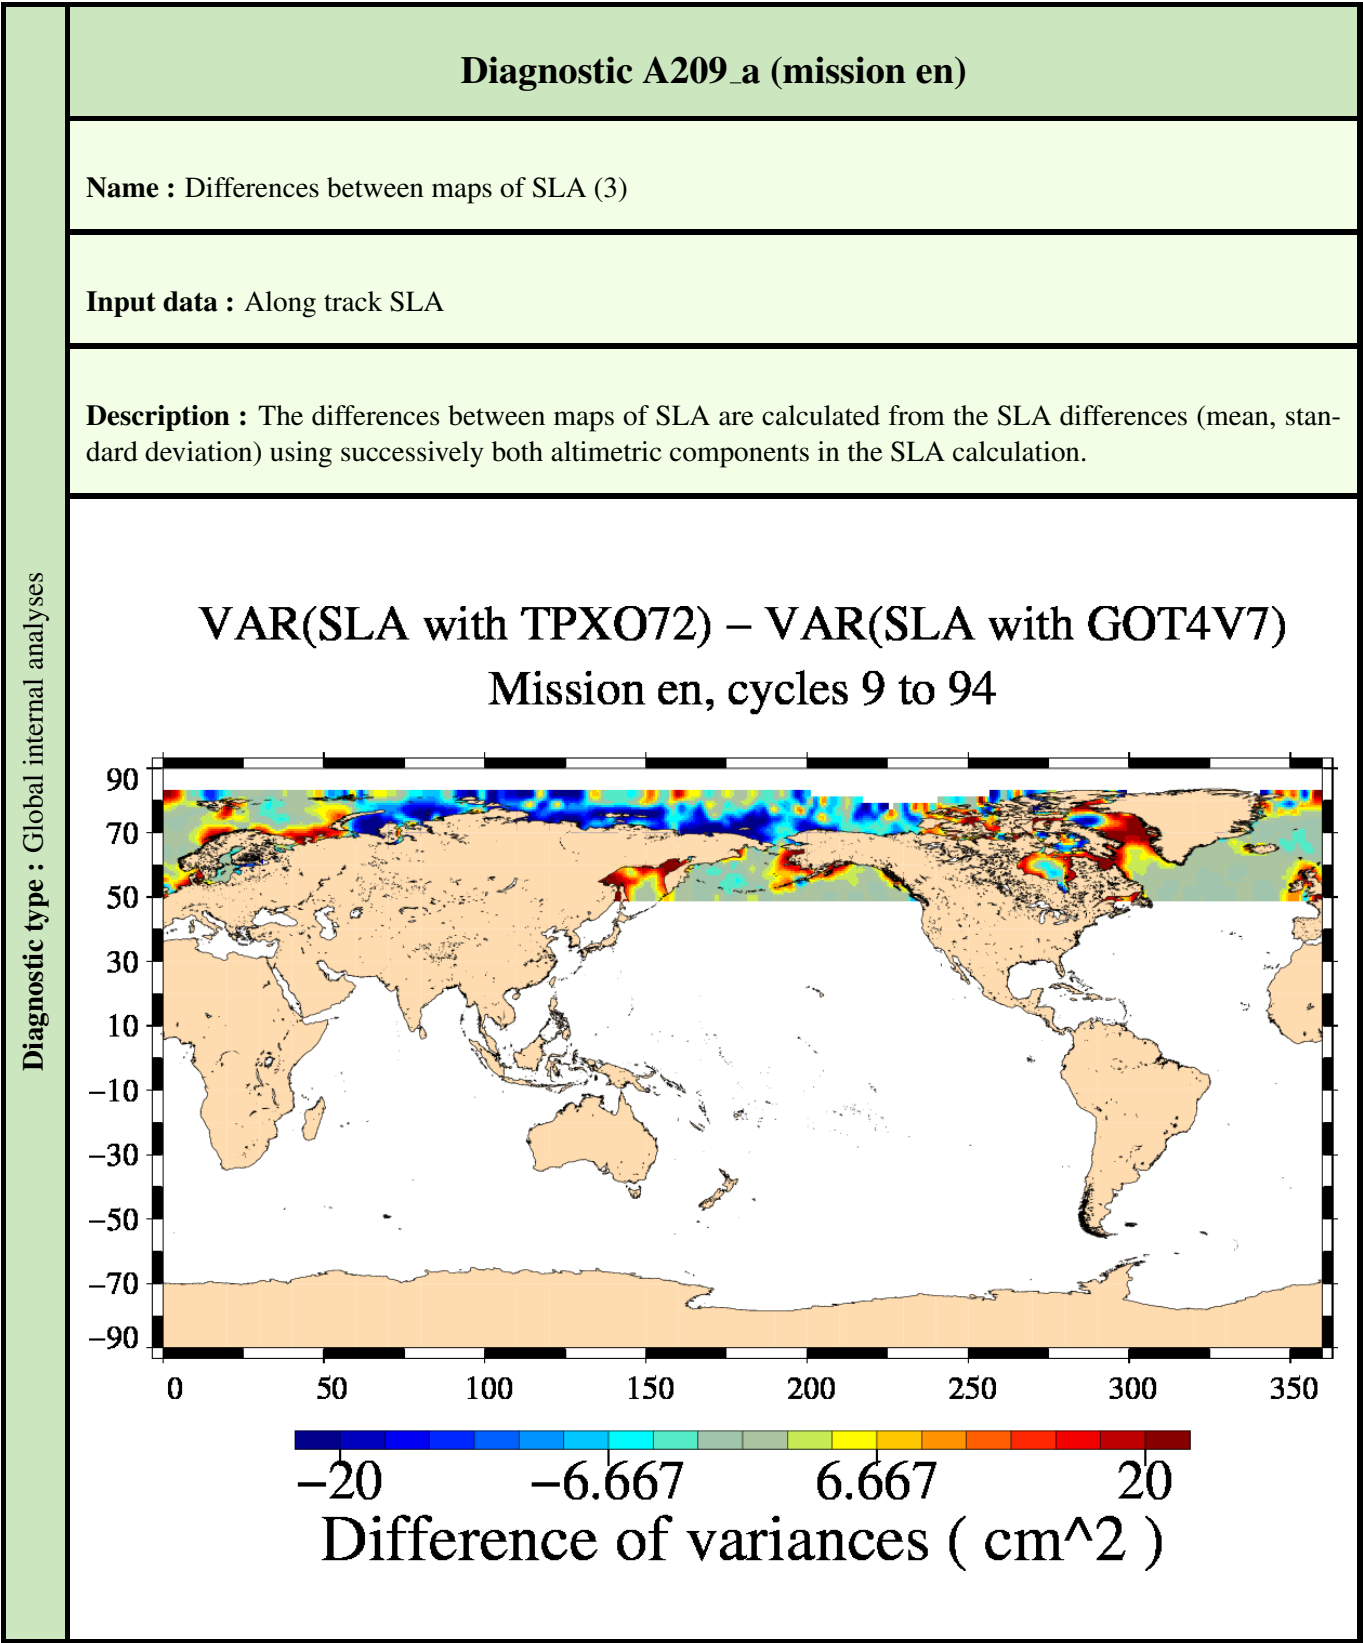 Diagnostic type : Global internal analyses
Diagnostic A209_a (mission en)
Name : Differences between maps of SLA (3)
Input data : Along track SLA
Description : The differences between maps of SLA are calculated from the SLA differences (mean, stan-
dard deviation) using successively both altimetric components in the SLA calculation.
VAR(SLA with TPXO72) – VAR(SLA with GOT4V7)
Mission en, cycles 9 to 94
90
70
50
30
10
−10
−30
−50
−70
−90
0 50 100 150 200 250 300 350
−20 −6.667 6.667 20
Difference of variances ( cm^2 )